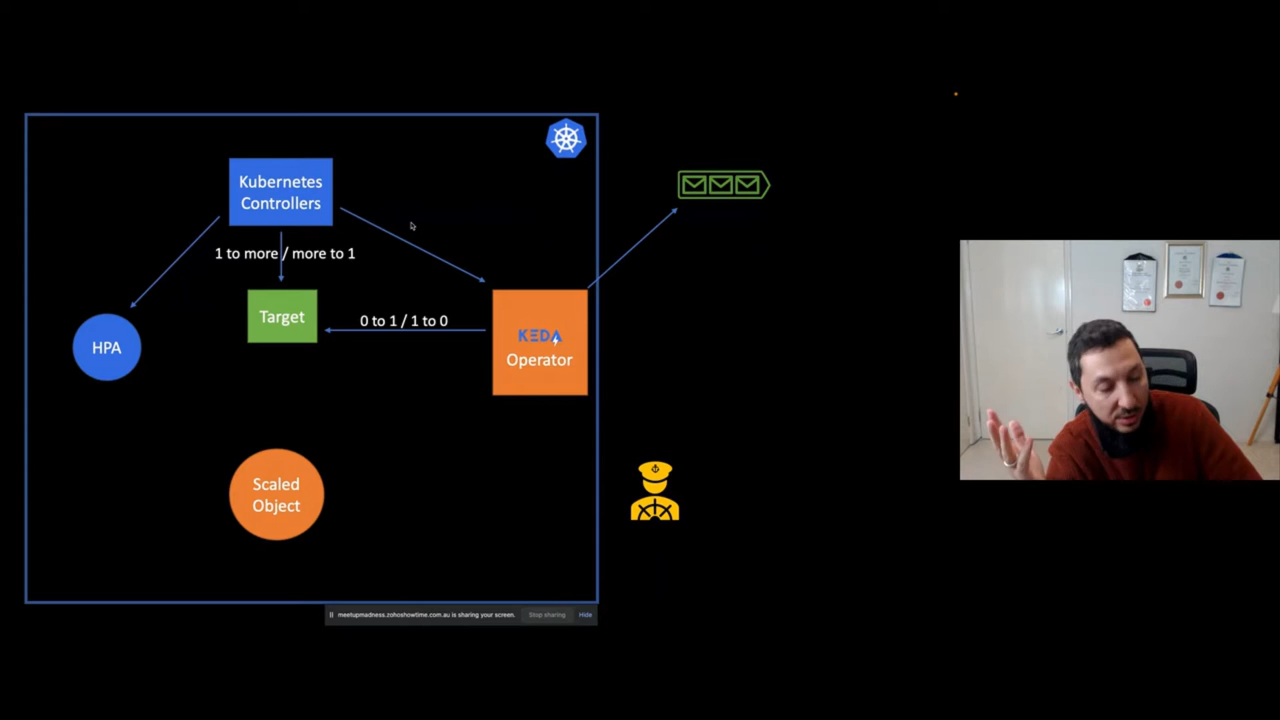 Kubernetes
Controllers
1 to more / more to 1
Target
0 to 1 / 1 to 0
HPA
KEDA
Operator
Scaled
Object
meetupmadness.zohoshowtime.com.au is sharing your screen.
Stop sharing
Hide